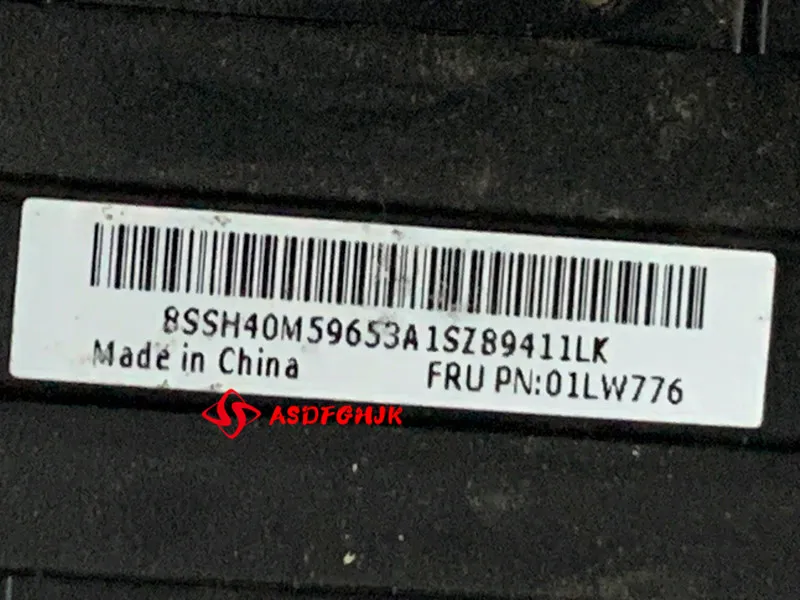 8SSH40M59653A1SZ89411LK
Made in China
FRU PN:01LW776
ASDFGHJK